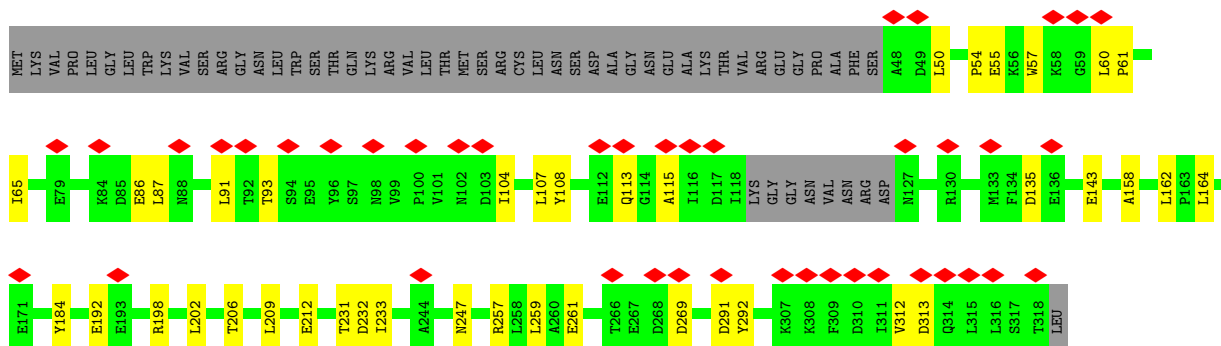 MET LYS VAL PRO LEU GLY LEU TRP LYS VAL SER ARG GLY ASN LEU TRP SER THR GLN LYS ARG VAL LEU THR MET SER ARG CYS LEU ASN SER ASP ALA GLY ASN GLU ALA LYS THR VAL ARG GLU GLY PRO ALA PHE SER A48 D49 L50 P54 E55 K56 W57 K58 G59 L60 P61
I65 E79 K84 D85 E86 L87 N88 L91 T92 T93 S94 E95 Y96 S97 N98 V99 P100 V101 N102 D103 I104 L107 Y108 E112 Q113 G114 A115 I116 D117 I118 LYS GLY GLY ASN VAL ASN ARG ASP N127 R130 M133 F134 D135 E136 E143 A158 L162 P163 L164
E171 Y184 E192 E193 R198 L202 T206 L209 E212 T231 D232 I233 A244 N247 R257 L258 L259 A260 E261 T266 E267 D268 D269 D291 Y292 K307 K308 F309 D310 I311 V312 D313 Q314 L315 L316 S317 T318 LEU